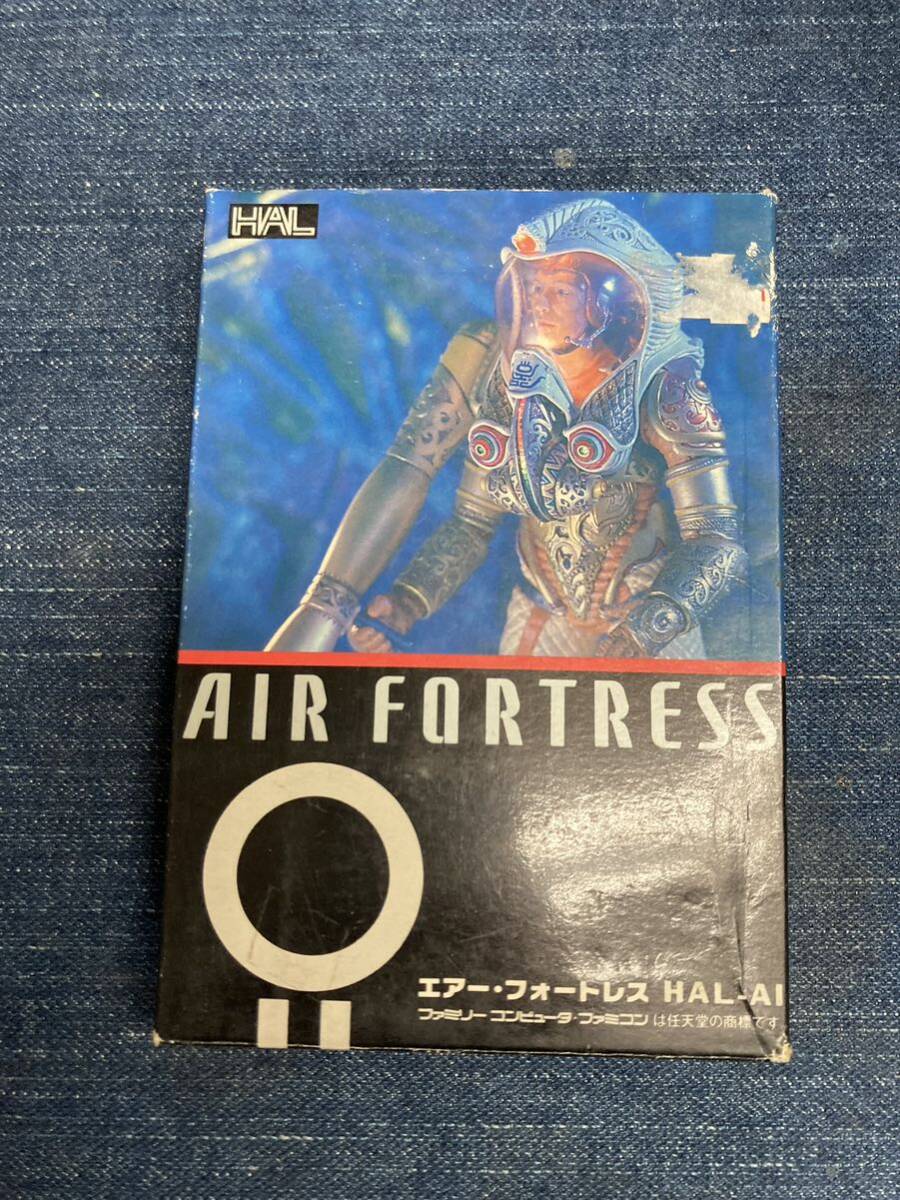 HAL
AIR FORTRESS
エアー・フォートレス HAL-AI
ファミリー コンピュータ・ファミコン は任天堂の商標です